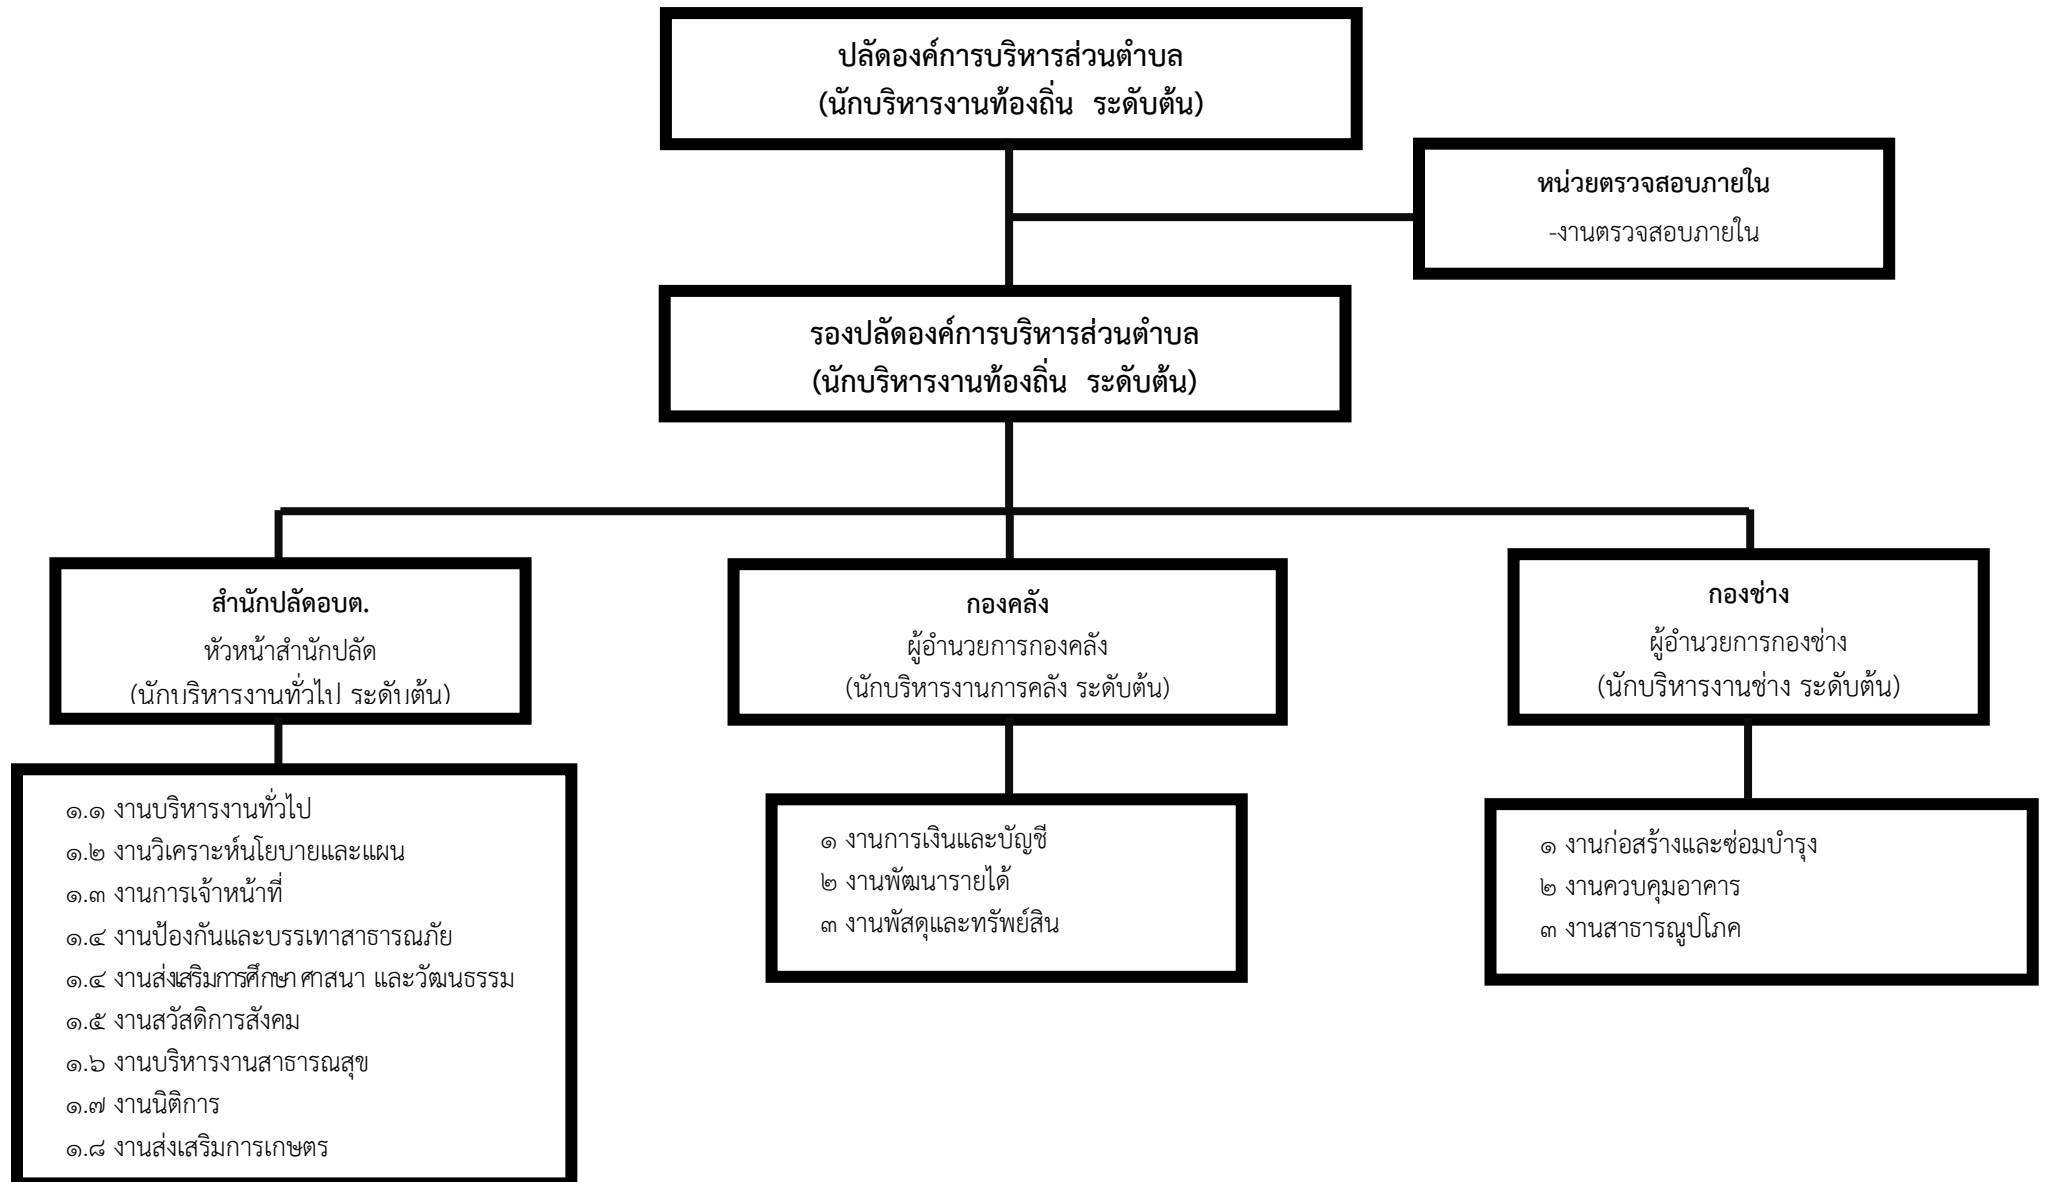 ปลัดองค์การบริหารส่วนตำบล
(นักบริหารงานท้องถิ่น ระดับต้น)
หน่วยตรวจสอบภายใน
-งานตรวจสอบภายใน
รองปลัดองค์การบริหารส่วนตำบล
(นักบริหารงานท้องถิ่น ระดับต้น)
สำนักปลัดอบต.
หัวหน้าสำนักปลัด
(นักบริหารงานทั่วไป ระดับต้น)
กองคลัง
ผู้อำนวยการกองคลัง
(นักบริหารงานการคลัง ระดับต้น)
กองช่าง
ผู้อำนวยการกองช่าง
(นักบริหารงานช่าง ระดับต้น)
๑.๑ งานบริหารงานทั่วไป
๑.๒ งานวิเคราะห์นโยบายและแผน
๑.๓ งานการเจ้าหน้าที่
๑.๔ งานป้องกันและบรรเทาสาธารณภัย
๑.๔ งานส่งเสริมการศึกษา ศาสนา และวัฒนธรรม
๑.๕ งานสวัสดิการสังคม
๑.๖ งานบริหารงานสาธารณสุข
๑.๗ งานนิติการ
๑.๘ งานส่งเสริมการเกษตร
๑ งานการเงินและบัญชี
๒ งานพัฒนารายได้
๓ งานพัสดุและทรัพย์สิน
๑ งานก่อสร้างและซ่อมบำรุง
๒ งานควบคุมอาคาร
๓ งานสาธารณูปโภค